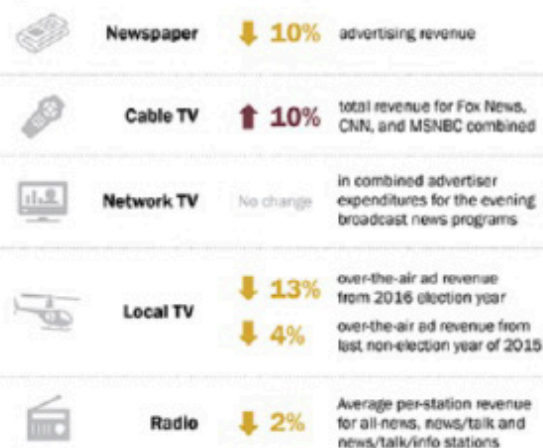 Newspaper 10% advertising revenue
Cable TV 10% total revenue for Fox News,
CNN, and MSNBC combined
Network TV No change in combined advertiser
expenditures for the evening
broadcast news programs
Local TV
13% over-the-air ad revenue
from 2016 election year
4% over-the-air ad revenue from
last non-election year of 2015
Radio 2% Average per-station revenue
for all-news, news/talk and
news/talk/info stations